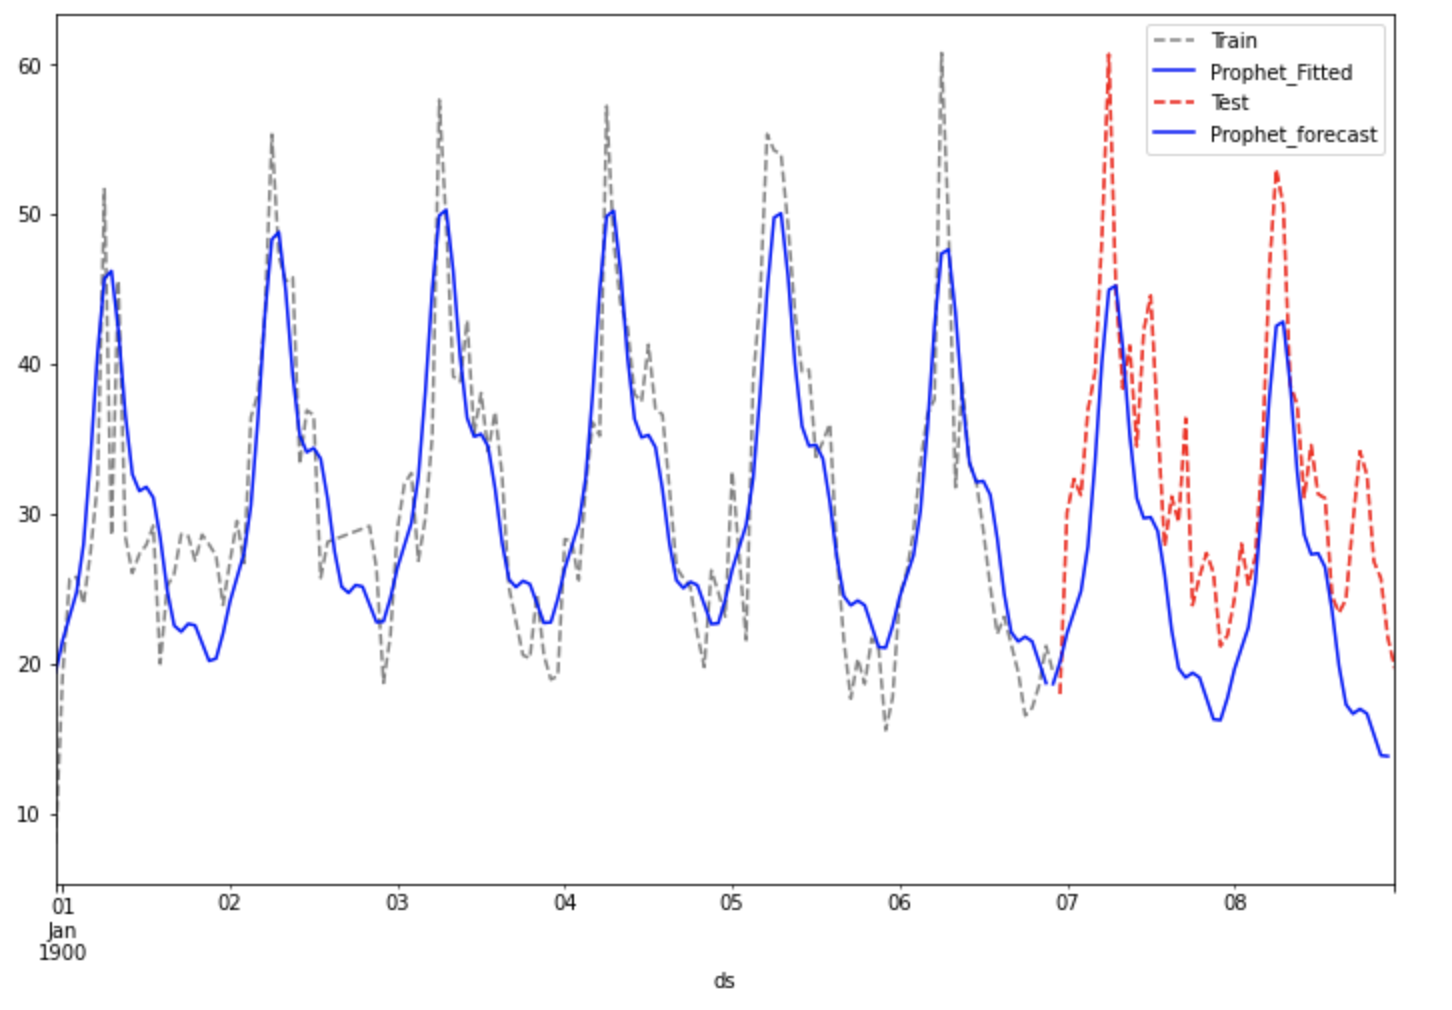 Train
Prophet_Fitted
Test
Prophet_forecast
60
50
40
30
20
10
01 02 03 04 05 06 07 08
Jan
1900
ds